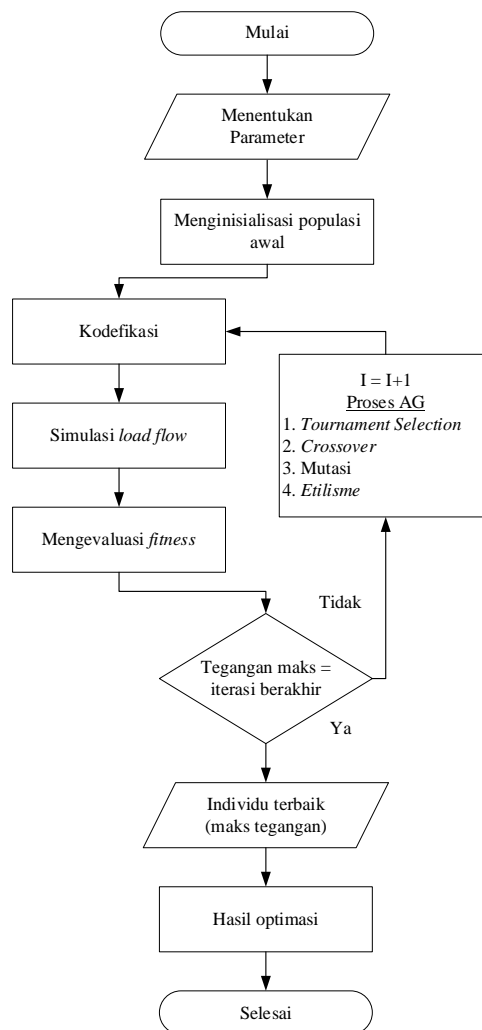 Mulai
Menentukan
Parameter
Menginisialisasi populasi
awal
Kodefikasi
I = I+1
Proses AG
1. Tournament Selection
2. Crossover
3. Mutasi
4. Etilisme
Simulasi load flow
Mengevaluasi fitness
Tidak
Tegangan maks =
iterasi berakhir
Ya
Individu terbaik
(maks tegangan)
Hasil optimasi
Selesai